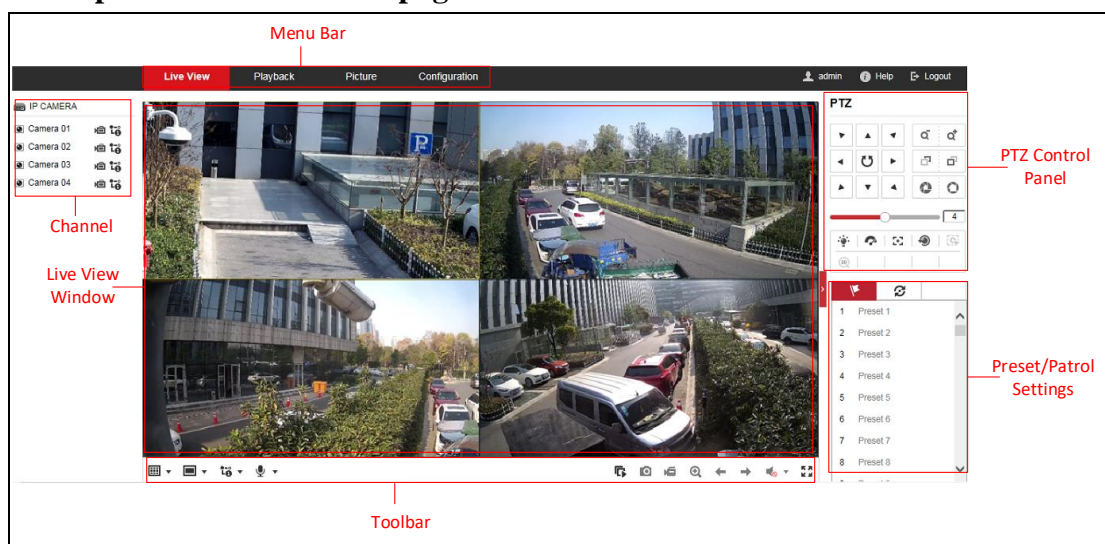 Menu Bar
Live View
Playback
Picture
Configuration
admin
Help
Logout
IP CAMERA
Camera 01
Camera 02
Camera 03
Camera 04
Channel
Live View
Window
P
PTZ
4
3D
PTZ Control
Panel
1 Preset 1
2 Preset 2
3 Preset 3
4 Preset 4
5 Preset 5
6 Preset 6
7 Preset 7
8 Preset 8
Preset/Patrol
Settings
Toolbar